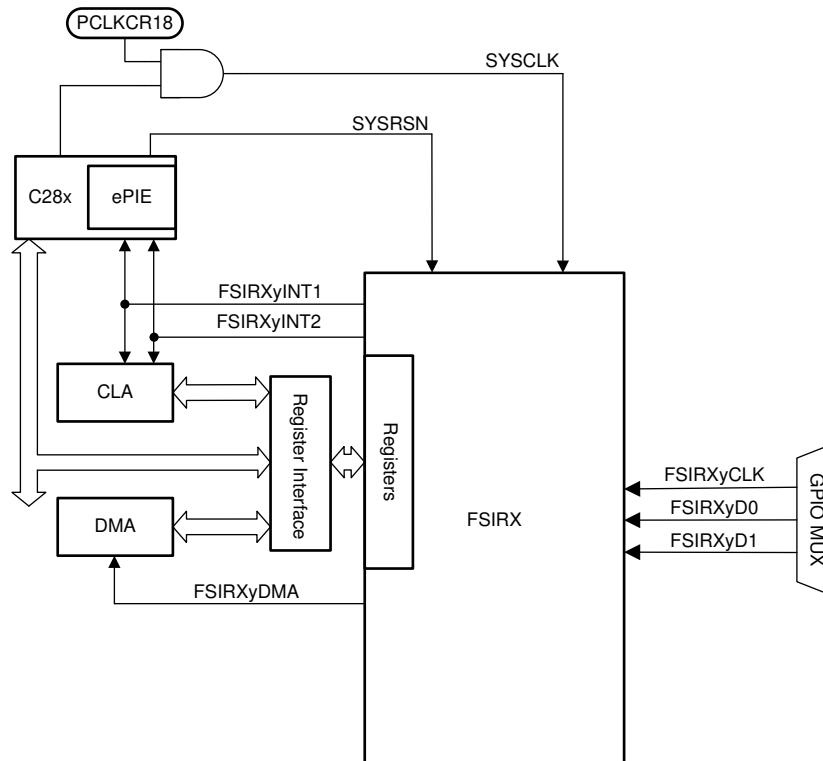 PCLKCR18
SYSCLK
SYSRSN
C28x
ePIE
FSIRXyINT1
FSIRXyINT2
CLA
Register Interface
Registers
FSIRX
FSIRXyCLK
FSIRXyD0
FSIRXyD1
GPIO MUX
DMA
FSIRXyDMA